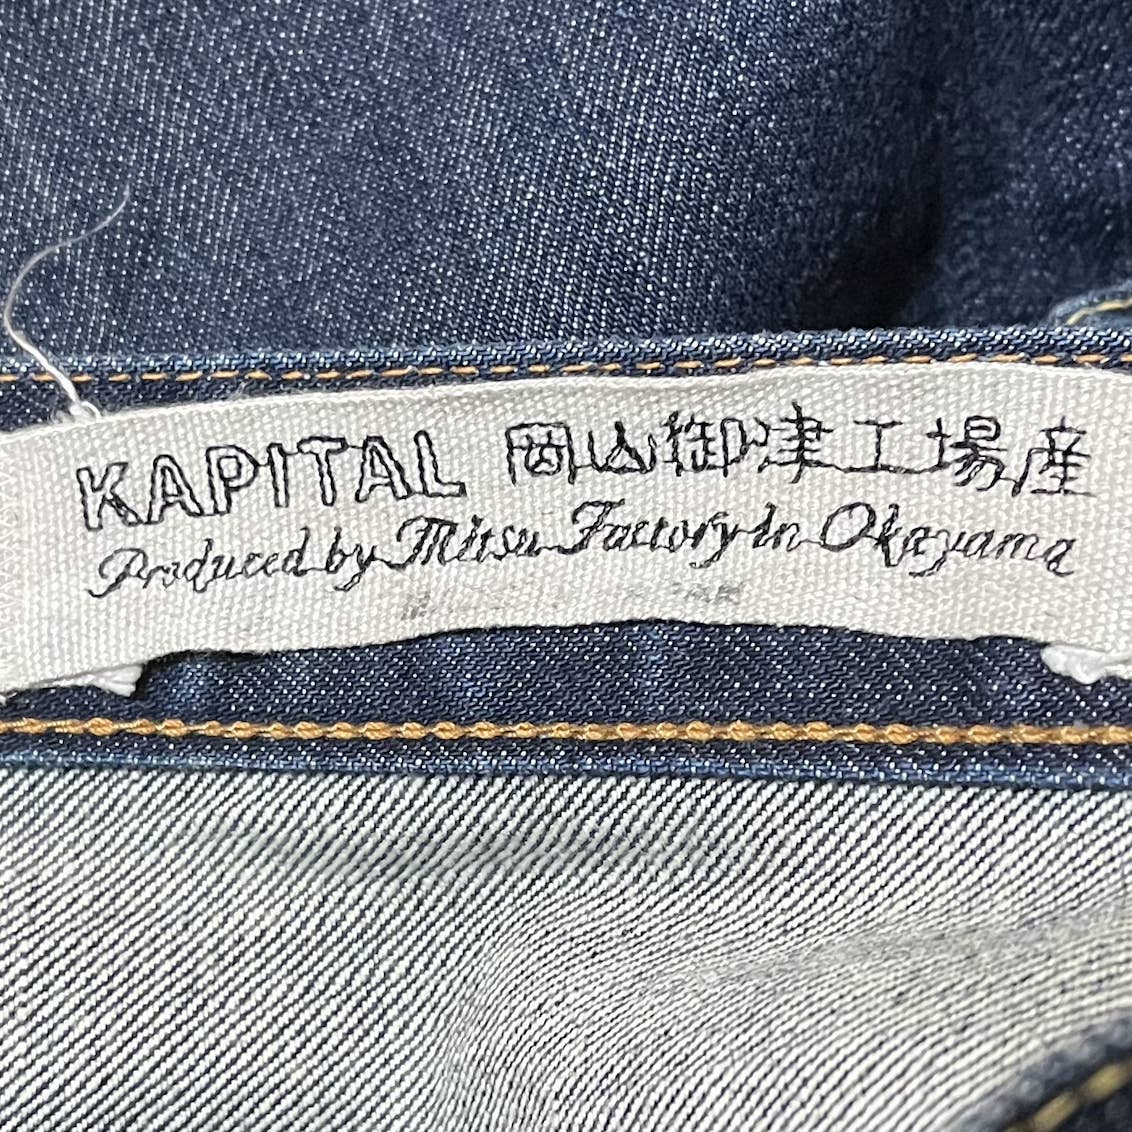 KAPITAL 岡山御津工場産
Produced by Mitsu Factory In Okayama